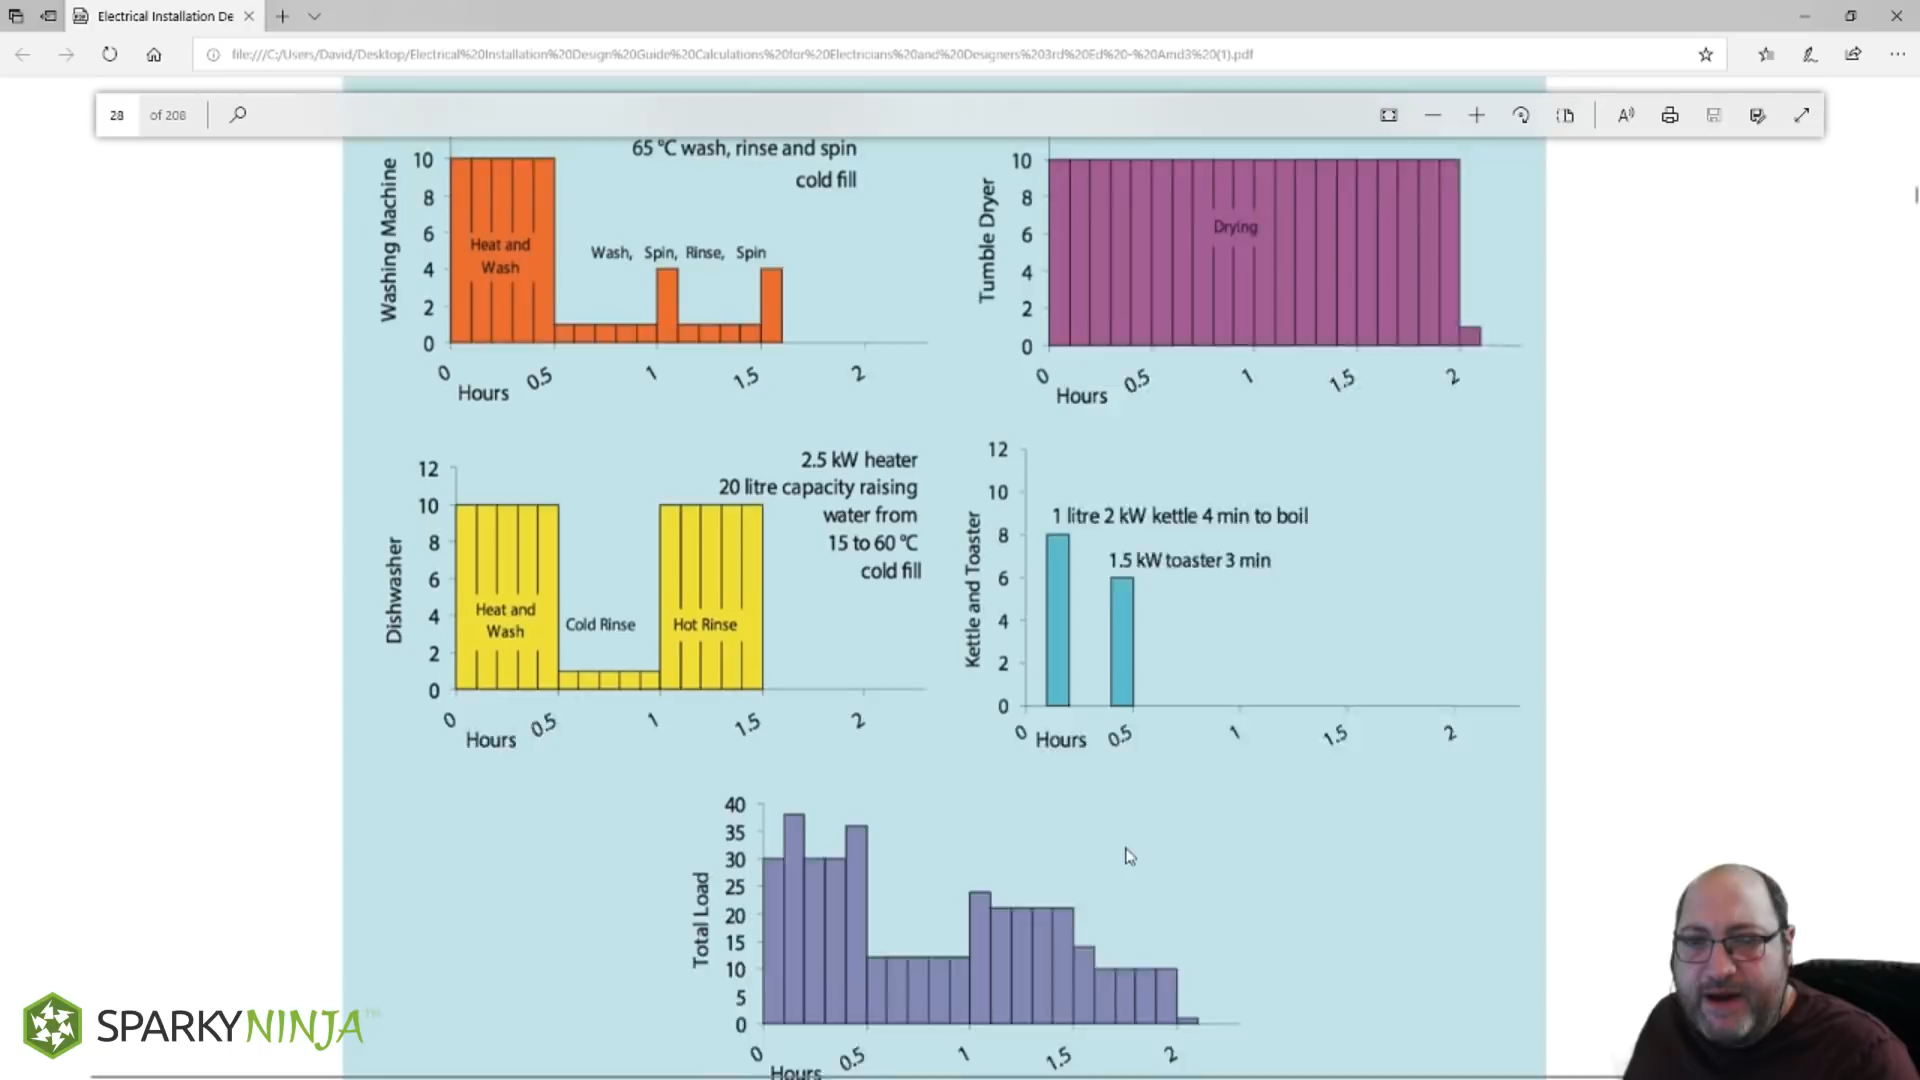 Electrical Installation De
file:///C:/Users/David/Desktop/Electrical%20Installation%20Design%20Guide%20Calculations%20for%20Electricians%20and%20Designers%203rd%20Ed%20-%20Amd3%20(1).pdf
28 of 208
Washing Machine
10
8
6
4
2
0
65 °C wash, rinse and spin
cold fill
Heat and
Wash
Wash, Spin, Rinse, Spin
0 0.5 1 1.5 2
Hours
Tumble Dryer
10
8
6
4
2
0
Drying
0 0.5 1 1.5 2
Hours
Dishwasher
12
10
8
6
4
2
0
2.5 kW heater
20 litre capacity raising
water from
15 to 60 °C
cold fill
Heat and
Wash
Cold Rinse
Hot Rinse
0 0.5 1 1.5 2
Hours
Kettle and Toaster
12
10
8
6
4
2
0
1 litre 2 kW kettle 4 min to boil
1.5 kW toaster 3 min
0 0.5 1 1.5 2
Hours
Total Load
40
35
30
25
20
15
10
5
0
0 0.5 1 1.5 2
Hours
SPARKYNINJA™